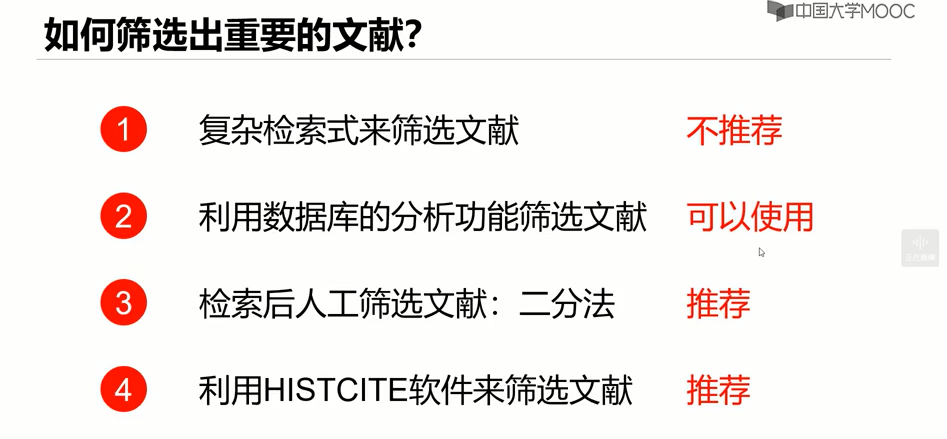 中国大学MOOC
如何筛选出重要的文献？
1 复杂检索式来筛选文献 不推荐
2 利用数据库的分析功能筛选文献 可以使用
3 检索后人工筛选文献：二分法 推荐
4 利用HISTCITE软件来筛选文献 推荐